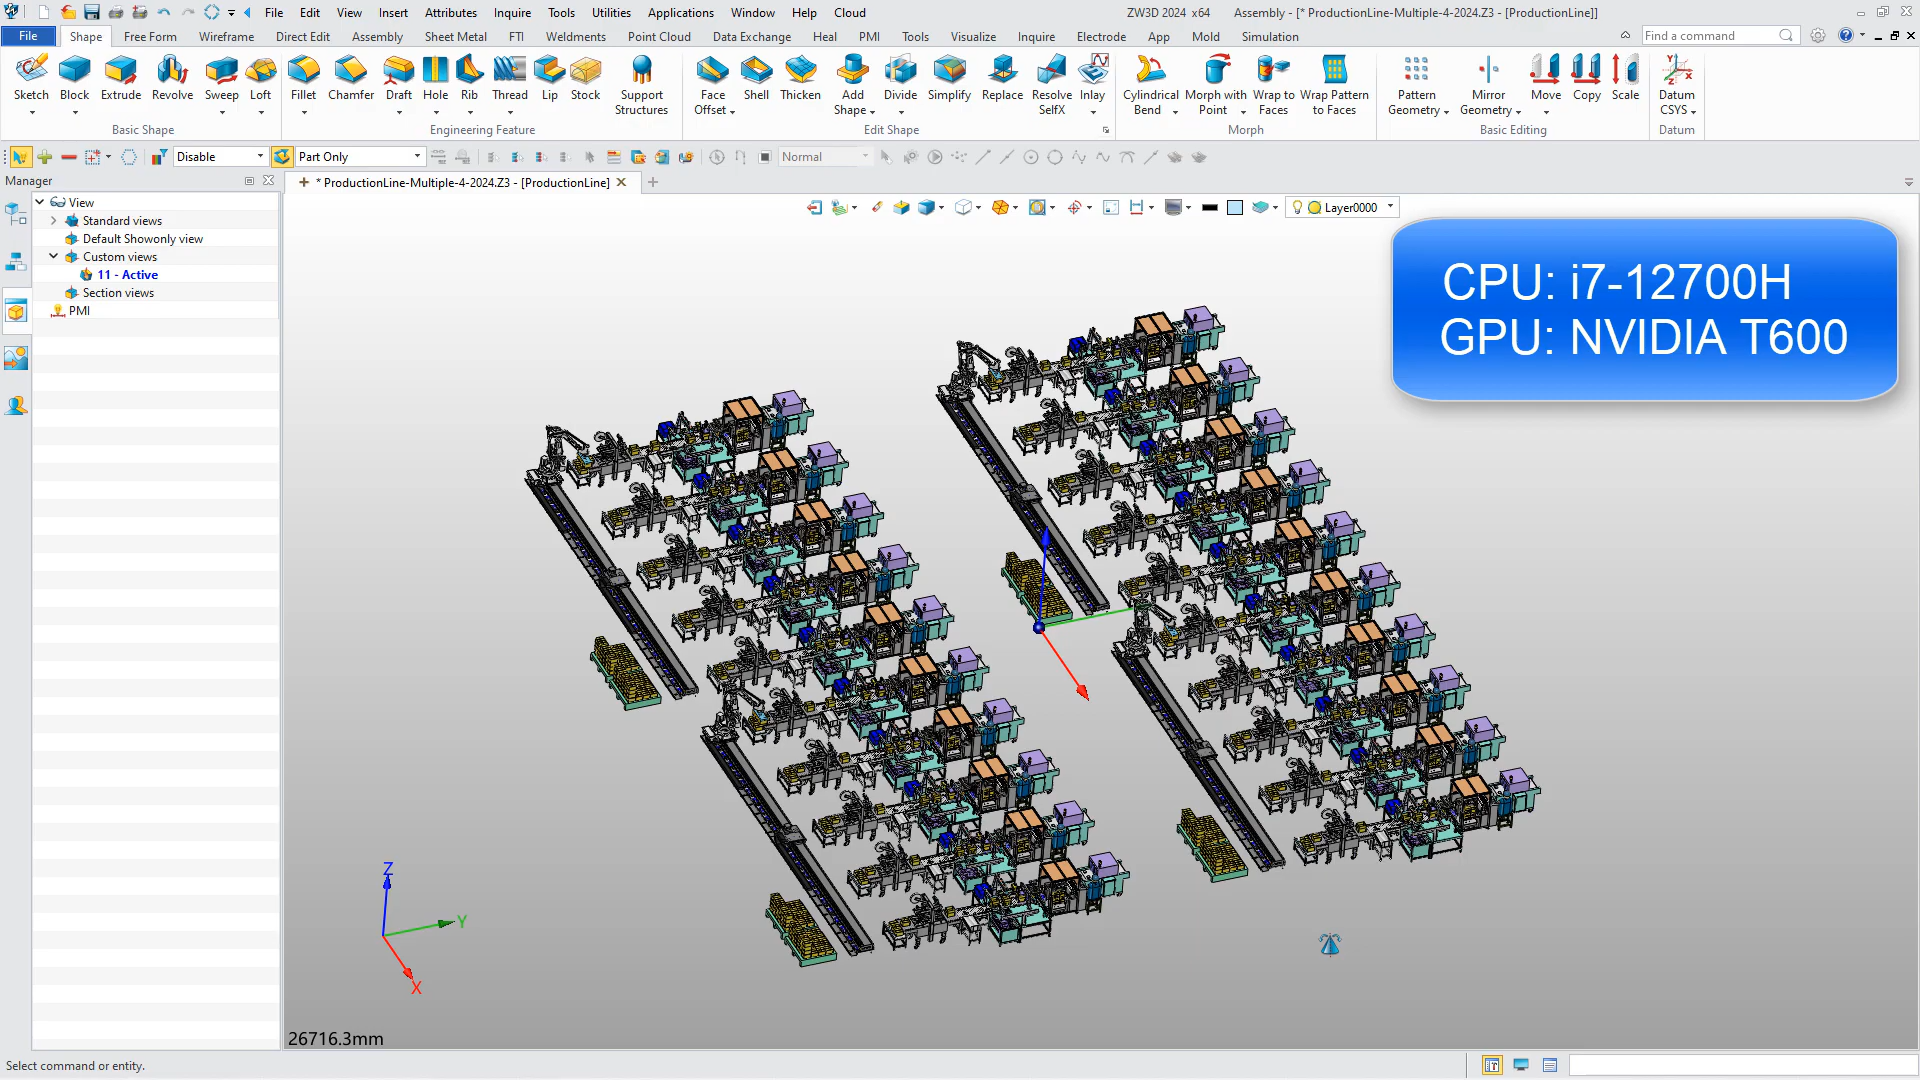 File Edit View Insert Attributes Inquire Tools Utilities Applications Window Help Cloud
ZW3D 2024 x64 Assembly - [* ProductionLine-Multiple-4-2024.Z3 - [ProductionLine]]
File Shape Free Form Wireframe Direct Edit Assembly Sheet Metal FTI Weldments Point Cloud Data Exchange Heal PMI Tools Visualize Inquire Electrode App Mold Simulation
Find a command
Sketch Block Extrude Revolve Sweep Loft
Basic Shape
Fillet Chamfer Draft Hole Rib Thread Lip Stock Support Structures
Engineering Feature
Face Offset Shell Thicken Add Shape Divide Simplify Replace Resolve SelfX Inlay
Edit Shape
Cylindrical Bend Morph with Point Wrap to Faces Wrap Pattern to Faces
Morph
Pattern Geometry Mirror Geometry Move Copy Scale
Basic Editing
Datum CSYS
Datum
Disable
Part Only
Normal
Manager
* ProductionLine-Multiple-4-2024.Z3 - [ProductionLine]
View
Standard views
Default Showonly view
Custom views
11 - Active
Section views
PMI
Layer0000
CPU: i7-12700H
GPU: NVIDIA T600
Z
Y
X
26716.3mm
Select command or entity.